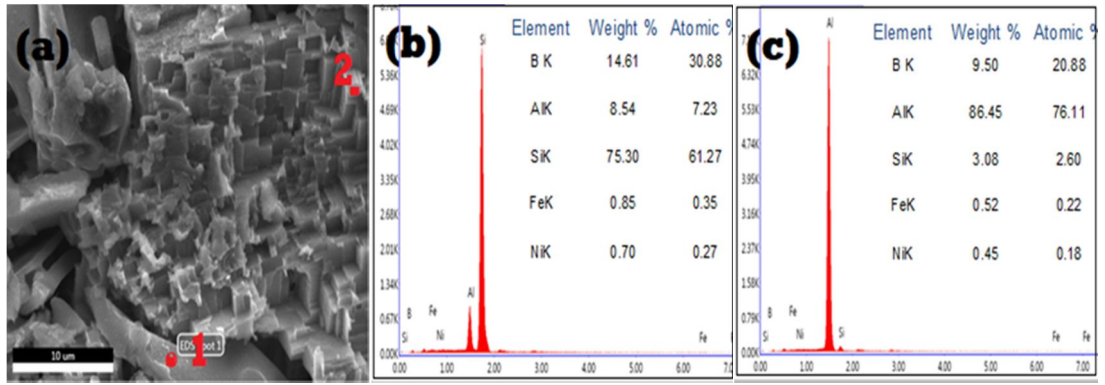 (a)
2
EDS Spot 1
1
10 µm
(b)
Element Weight % Atomic %
B K 14.61 30.88
AlK 8.54 7.23
SiK 75.30 61.27
FeK 0.85 0.35
NiK 0.70 0.27
5.36K
4.69K
4.02K
3.35K
2.68K
2.01K
1.34K
0.67K
0.00K
Si
Al
B Fe
Si Ni Fe
0.00 1.00 2.00 3.00 4.00 5.00 6.00
(c)
Element Weight % Atomic %
B K 9.50 20.88
AlK 86.45 76.11
SiK 3.08 2.60
FeK 0.52 0.22
NiK 0.45 0.18
6.32K
5.53K
4.74K
3.95K
3.16K
2.37K
1.58K
0.79K
0.00K
Al
B Fe
Si Ni Si Fe Fe
0.00 1.00 2.00 3.00 4.00 5.00 6.00 7.00